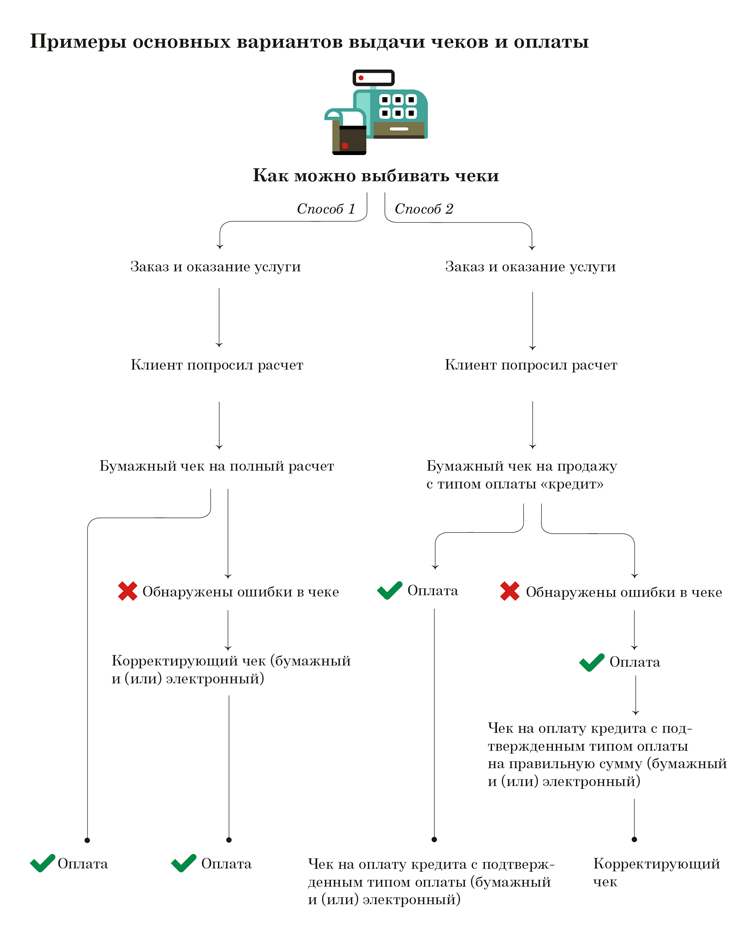 Примеры основных вариантов выдачи чеков и оплаты
Как можно выбивать чеки
Способ 1
Способ 2
Заказ и оказание услуги
Заказ и оказание услуги
Клиент попросил расчет
Клиент попросил расчет
Бумажный чек на полный расчет
Бумажный чек на продажу
с типом оплаты «кредит»
Обнаружены ошибки в чеке
Оплата
Обнаружены ошибки в чеке
Корректирующий чек (бумажный
и (или) электронный)
Оплата
Чек на оплату кредита с под-
твержденным типом оплаты
на правильную сумму (бумажный
и (или) электронный)
Оплата
Оплата
Чек на оплату кредита с подтверж-
денным типом оплаты (бумажный
и (или) электронный)
Корректирующий
чек